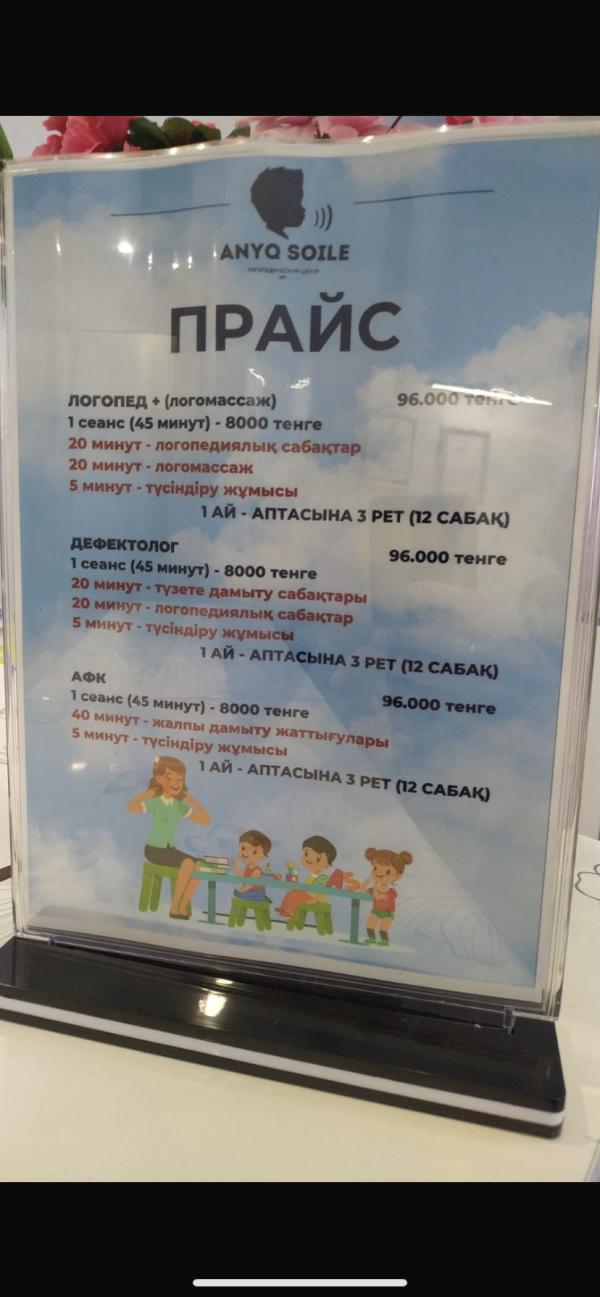 ANYQ SOILE
ЛОГОПЕДИЧЕСКИЙ ЦЕНТР
ПРАЙС
ЛОГОПЕД + (логомассаж) 96.000 тенге
1 сеанс (45 минут) - 8000 тенге
20 минут - логопедиялық сабақтар
20 минут - логомассаж
5 минут - түсіндіру жұмысы
1 АЙ - АПТАСЫНА 3 РЕТ (12 САБАҚ)
ДЕФЕКТОЛОГ 96.000 тенге
1 сеанс (45 минут) - 8000 тенге
20 минут - түзете дамыту сабақтары
20 минут - логопедиялық сабақтар
5 минут - түсіндіру жұмысы
1 АЙ - АПТАСЫНА 3 РЕТ (12 САБАҚ)
АФК 96.000 тенге
1 сеанс (45 минут) - 8000 тенге
40 минут - жалпы дамыту жаттығулары
5 минут - түсіндіру жұмысы
1 АЙ - АПТАСЫНА 3 РЕТ (12 САБАҚ)